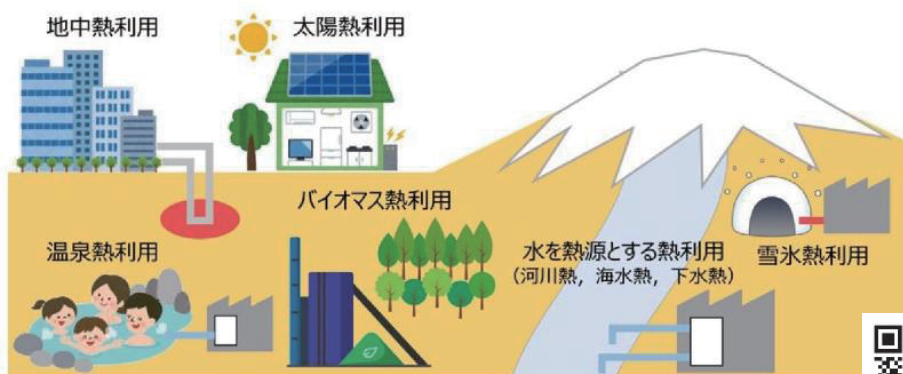 地中熱利用
太陽熱利用
バイオマス熱利用
温泉熱利用
水を熱源とする熱利用
(河川熱，海水熱，下水熱)
雪氷熱利用